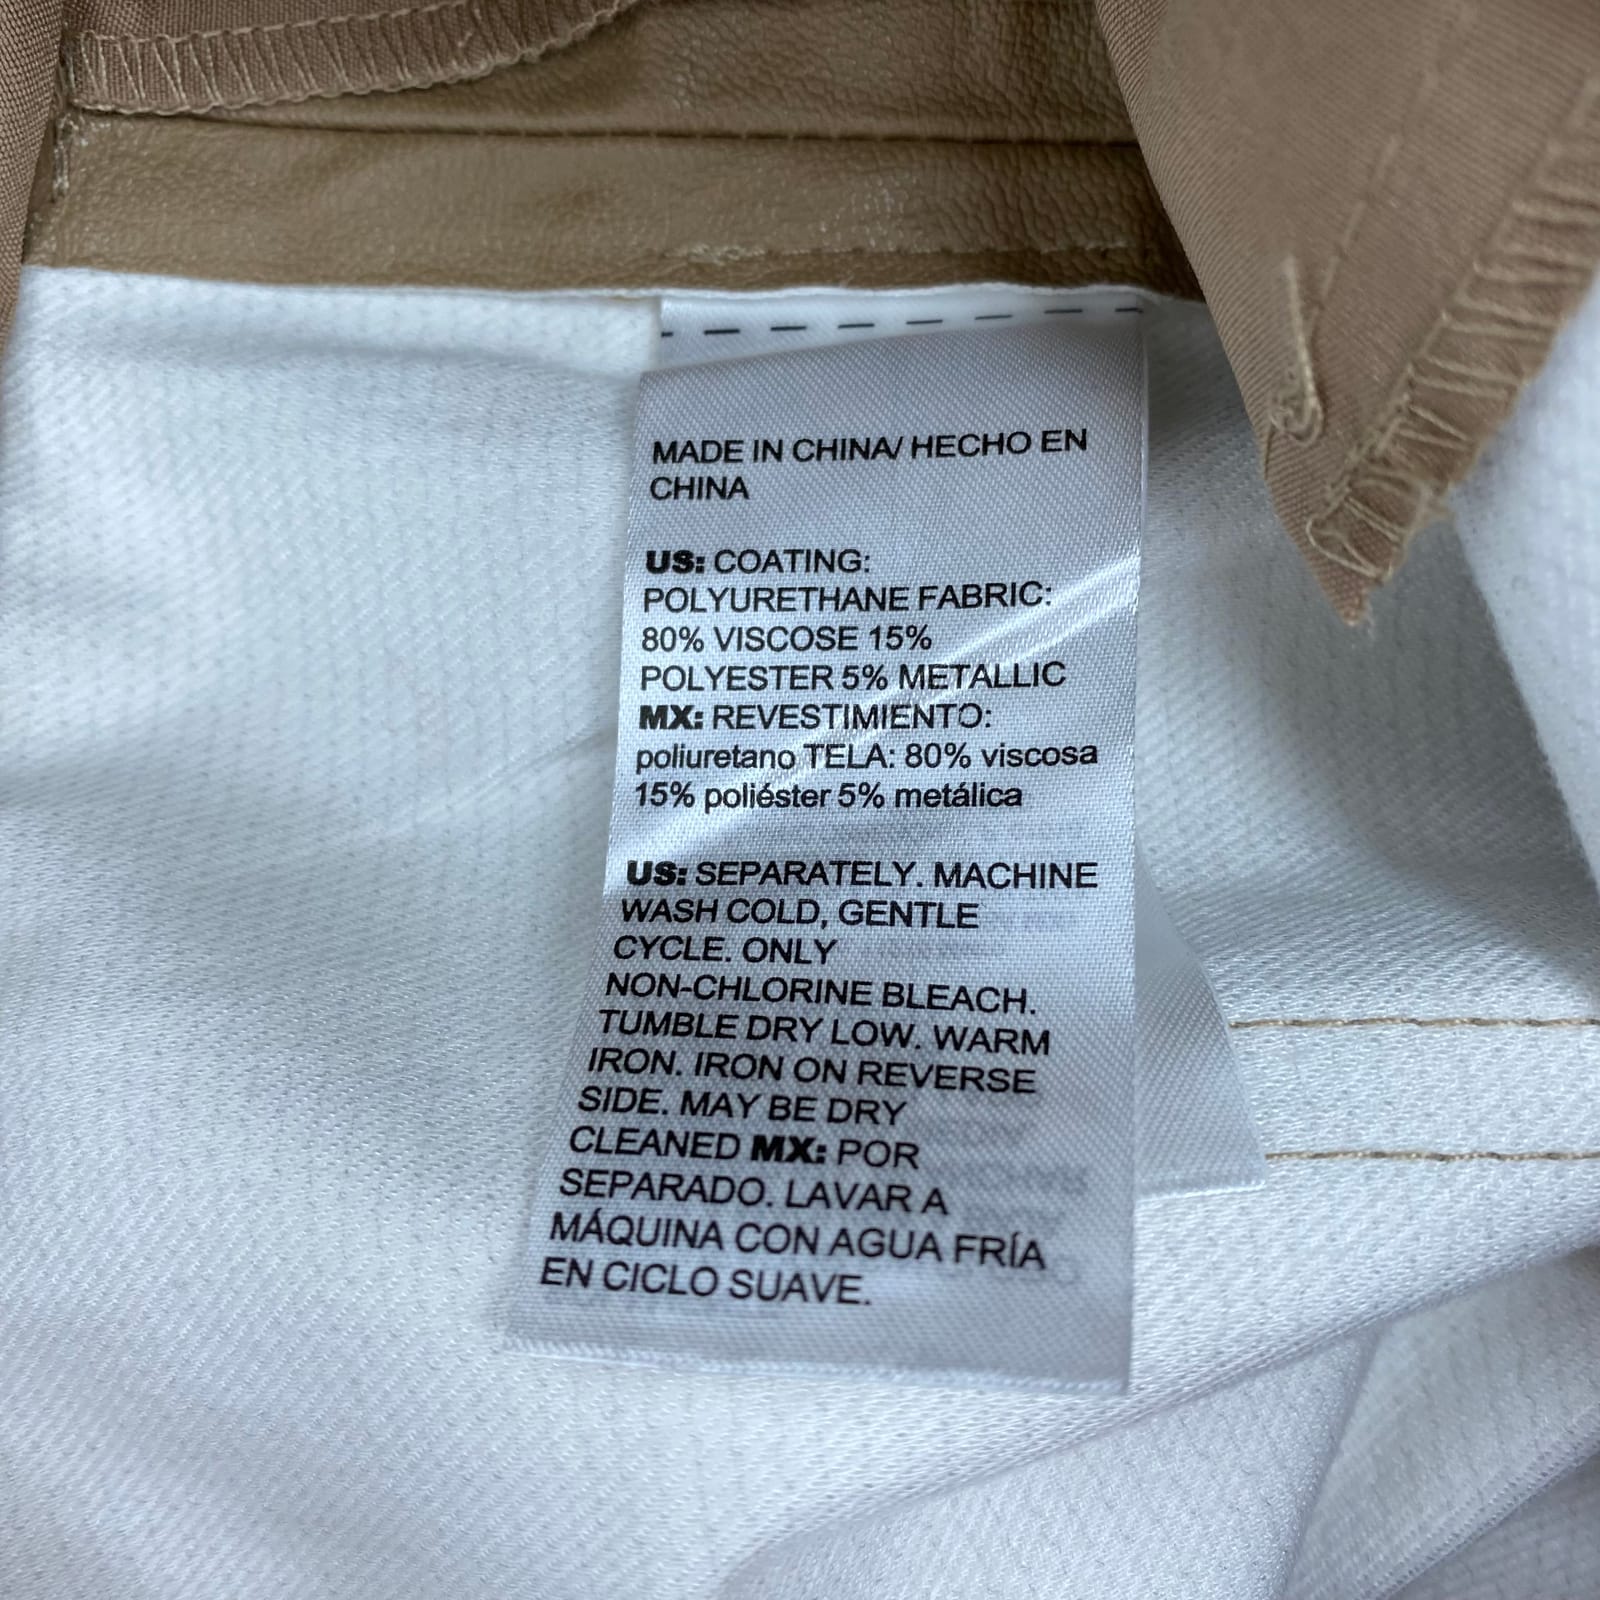 MADE IN CHINA/ HECHO EN
CHINA
US: COATING:
POLYURETHANE FABRIC:
80% VISCOSE 15%
POLYESTER 5% METALLIC
MX: REVESTIMIENTO:
poliuretano TELA: 80% viscosa
15% poliéster 5% metálica
US: SEPARATELY. MACHINE
WASH COLD, GENTLE
CYCLE. ONLY
NON-CHLORINE BLEACH.
TUMBLE DRY LOW. WARM
IRON. IRON ON REVERSE
SIDE. MAY BE DRY
CLEANED MX: POR
SEPARADO. LAVAR A
MÁQUINA CON AGUA FRÍA
EN CICLO SUAVE.